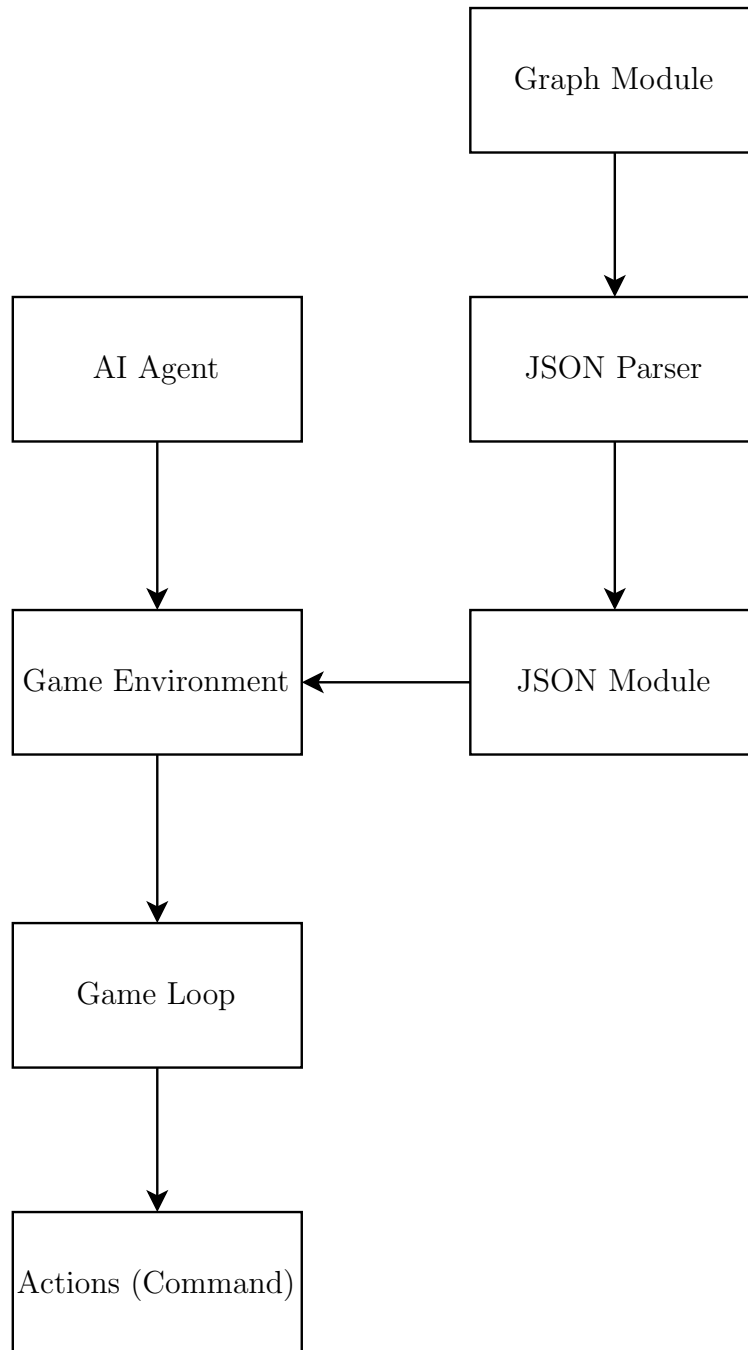 Graph Module
AI Agent
JSON Parser
Game Environment
JSON Module
Game Loop
Actions (Command)